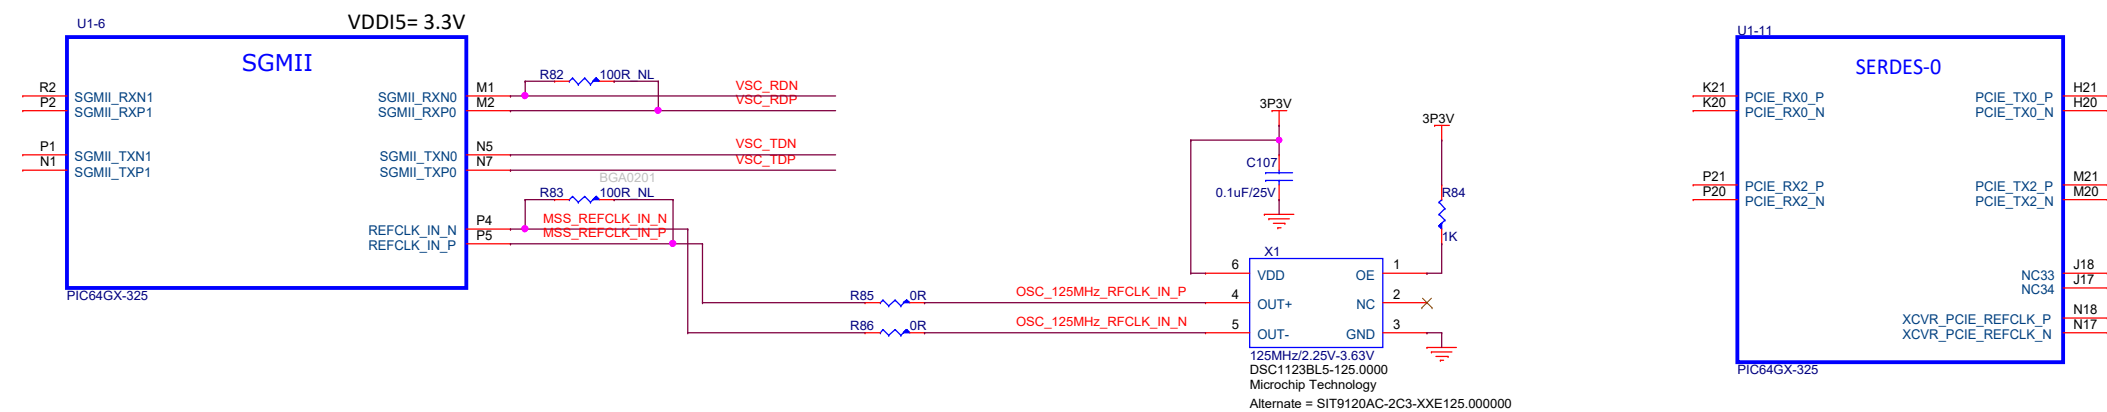 U1-6
VDDI5= 3.3V
SGMII
R2
SGMII_RXN1
P2
SGMII_RXP1
P1
SGMII_TXN1
N1
SGMII_TXP1
SGMII_RXN0
M1
SGMII_RXP0
M2
SGMII_TXN0
N5
SGMII_TXP0
N7
REFCLK_IN_N
P4
REFCLK_IN_P
P5
PIC64GX-325
R82
100R_NL
VSC_RDN
VSC_RDP
VSC_TDN
VSC_TDP
BGA0201
R83
100R_NL
MSS_REFCLK_IN_N
MSS_REFCLK_IN_P
R85
0R
OSC_125MHz_RFCLK_IN_P
R86
0R
OSC_125MHz_RFCLK_IN_N
3P3V
C107
0.1uF/25V
3P3V
R84
1K
X1
6
VDD
OE
1
4
OUT+
NC
2
5
OUT-
GND
3
125MHz/2.25V-3.63V
DSC1123BL5-125.0000
Microchip Technology
Alternate = SIT9120AC-2C3-XXE125.000000
U1-11
SERDES-0
K21
PCIE_RX0_P
K20
PCIE_RX0_N
P21
PCIE_RX2_P
P20
PCIE_RX2_N
PCIE_TX0_P
H21
PCIE_TX0_N
H20
PCIE_TX2_P
M21
PCIE_TX2_N
M20
NC33
J18
NC34
J17
XCVR_PCIE_REFCLK_P
N18
XCVR_PCIE_REFCLK_N
N17
PIC64GX-325